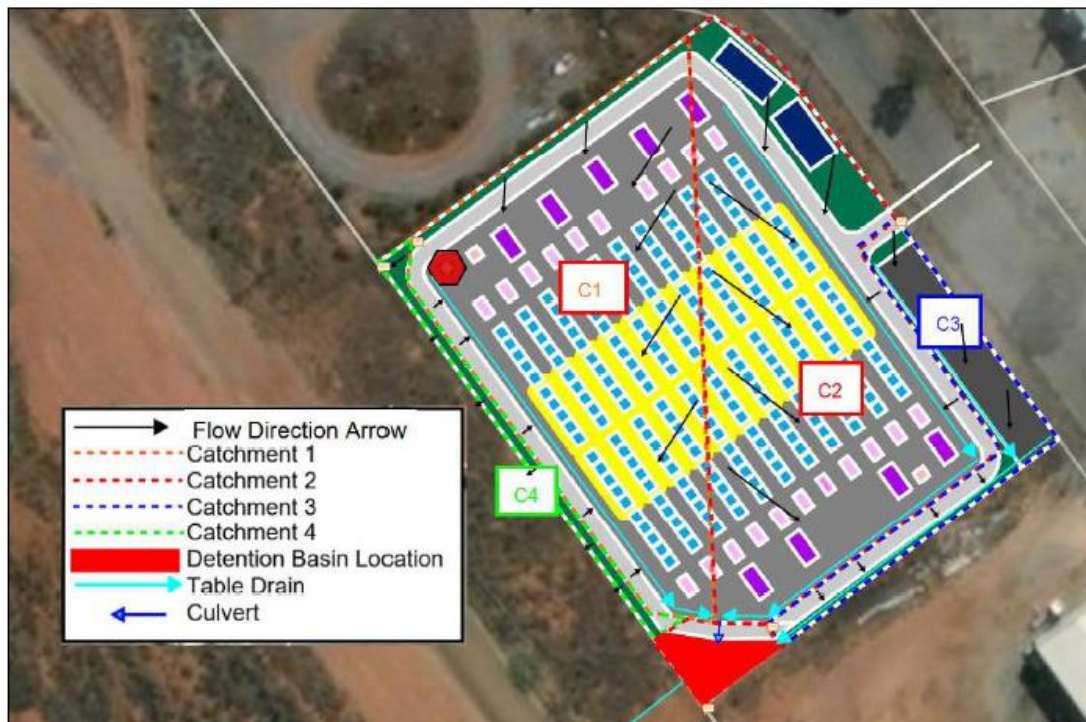 C1
C3
C2
C4
Flow Direction Arrow
Catchment 1
Catchment 2
Catchment 3
Catchment 4
Detention Basin Location
Table Drain
Culvert